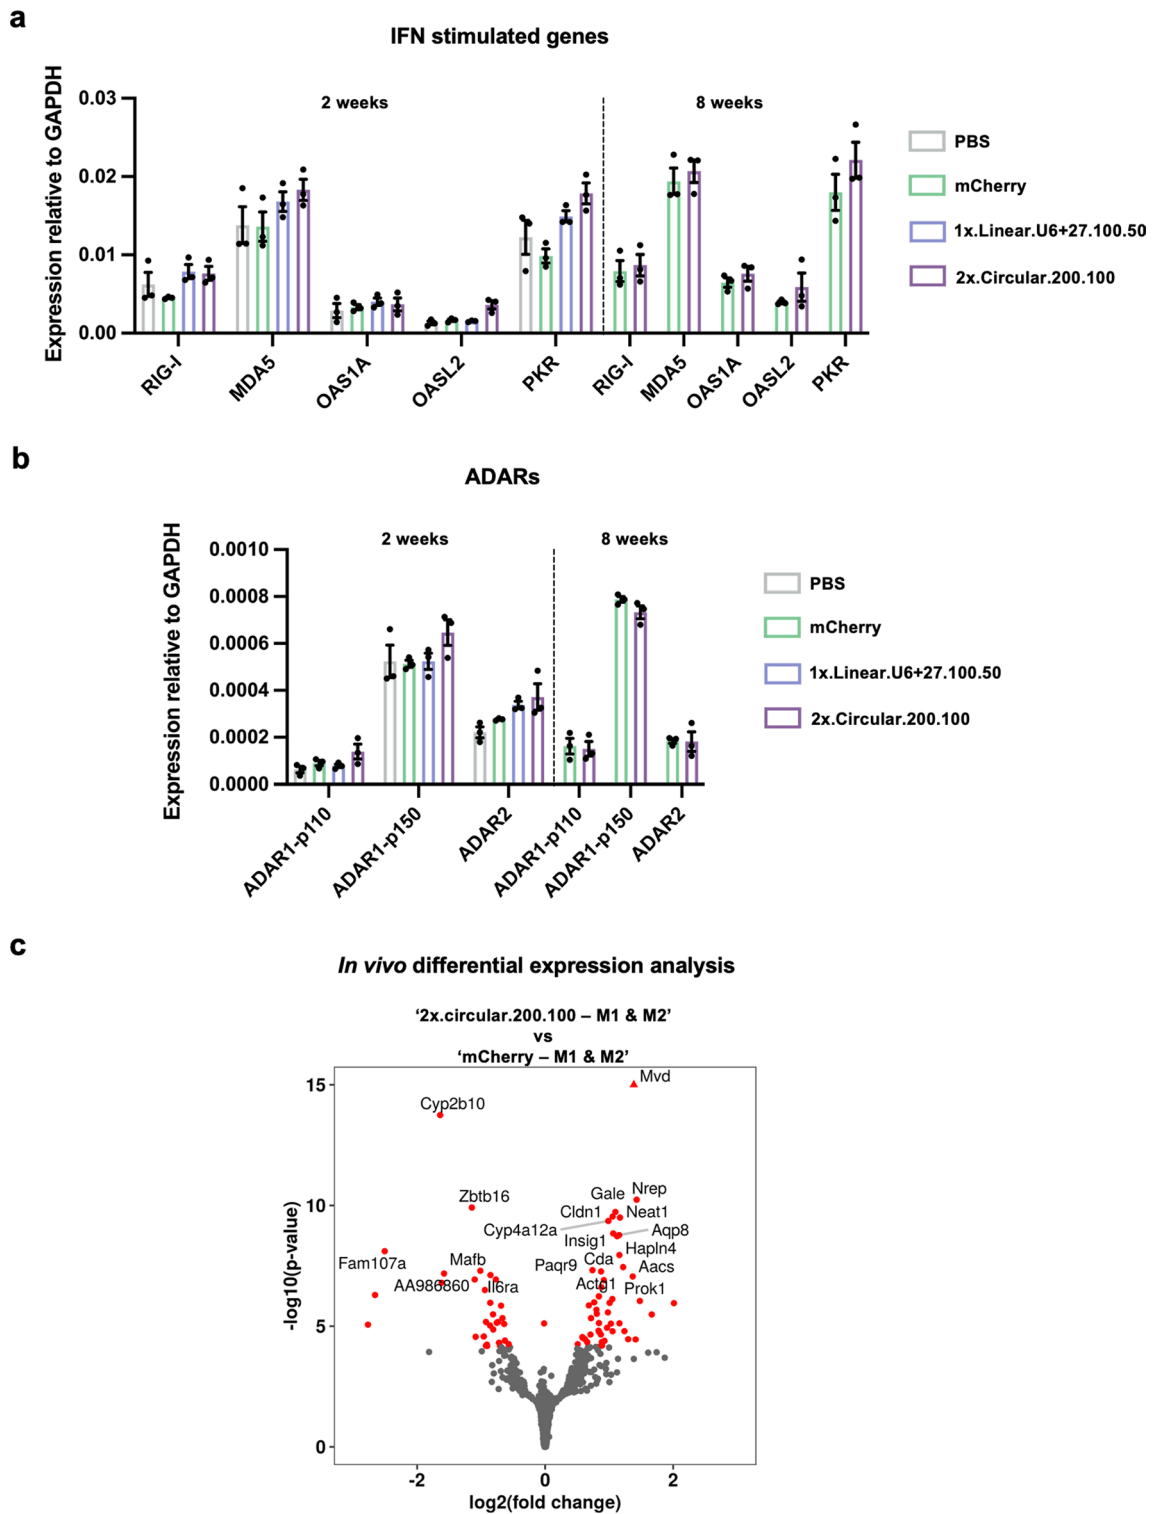 a
IFN stimulated genes
Expression relative to GAPDH
2 weeks
8 weeks
0.03
0.02
0.01
0.00
RIG-I
MDA5
OAS1A
OASL2
PKR
RIG-I
MDA5
OAS1A
OASL2
PKR
PBS
mCherry
1x.Linear.U6+27.100.50
2x.Circular.200.100
b
ADARs
Expression relative to GAPDH
2 weeks
8 weeks
0.0010
0.0008
0.0006
0.0004
0.0002
0.0000
ADAR1-p110
ADAR1-p150
ADAR2
ADAR1-p110
ADAR1-p150
ADAR2
PBS
mCherry
1x.Linear.U6+27.100.50
2x.Circular.200.100
c
In vivo differential expression analysis
‘2x.circular.200.100 – M1 & M2’
vs
‘mCherry – M1 & M2’
-log10(p-value)
15
10
5
0
Mvd
Cyp2b10
Zbtb16
Nrep
Gale
Cldn1
Neat1
Cyp4a12a
Aqp8
Insig1
Hapln4
Fam107a
Mafb
Paqr9
Cda
Aacs
AA986860
Il6ra
Actg1
Prok1
-2
0
2
log2(fold change)